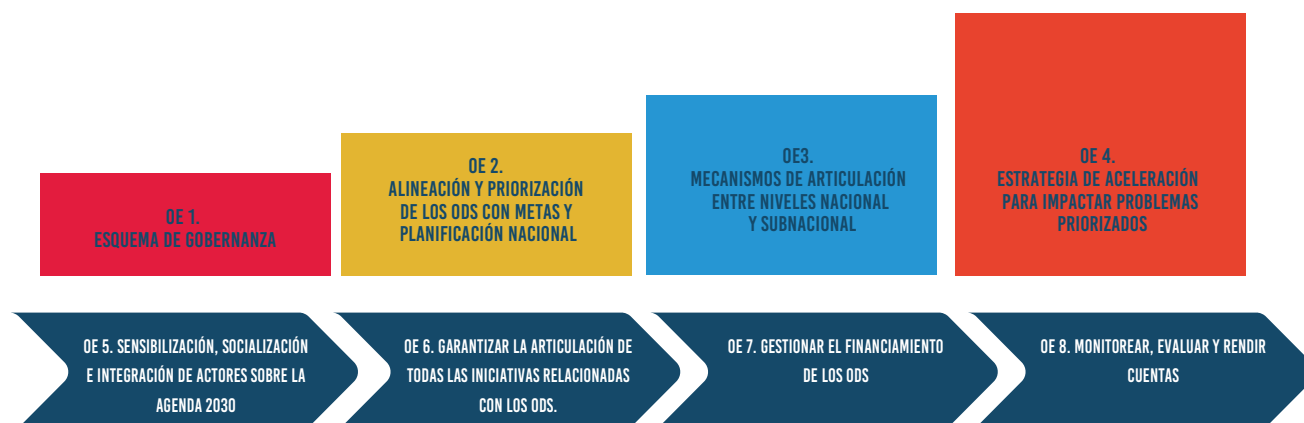 OE 1.
ESQUEMA DE GOBERNANZA
OE 2.
ALINEACIÓN Y PRIORIZACIÓN
DE LOS ODS CON METAS Y
PLANIFICACIÓN NACIONAL
OE3.
MECANISMOS DE ARTICULACIÓN
ENTRE NIVELES NACIONAL
Y SUBNACIONAL
OE 4.
ESTRATEGIA DE ACELERACIÓN
PARA IMPACTAR PROBLEMAS
PRIORIZADOS
OE 5. SENSIBILIZACIÓN, SOCIALIZACIÓN
E INTEGRACIÓN DE ACTORES SOBRE LA
AGENDA 2030
OE 6. GARANTIZAR LA ARTICULACIÓN DE
TODAS LAS INICIATIVAS RELACIONADAS
CON LOS ODS.
OE 7. GESTIONAR EL FINANCIAMIENTO
DE LOS ODS
OE 8. MONITOREAR, EVALUAR Y RENDIR
CUENTAS